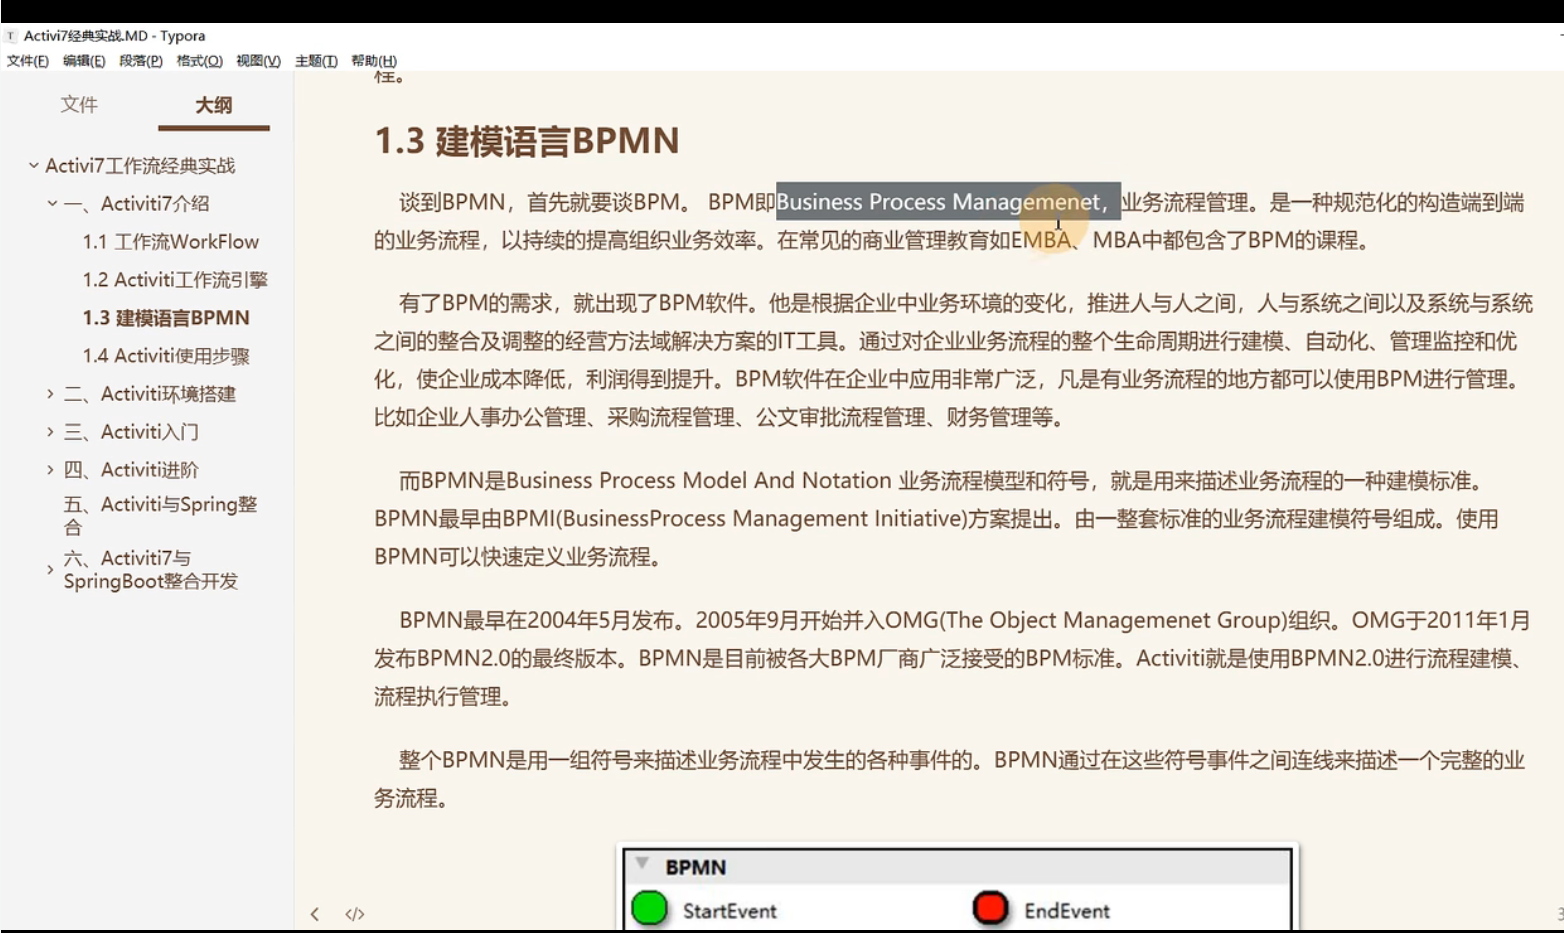 Activi7经典实战.MD - Typora
文件(F) 编辑(E) 段落(P) 格式(O) 视图(V) 主题(T) 帮助(H)
文件 大纲
Activi7工作流经典实战
一、Activiti7介绍
1.1 工作流WorkFlow
1.2 Activiti工作流引擎
1.3 建模语言BPMN
1.4 Activiti使用步骤
二、Activiti环境搭建
三、Activiti入门
四、Activiti进阶
五、Activiti与Spring整
合
六、Activiti7与
SpringBoot整合开发
程。
1.3 建模语言BPMN
谈到BPMN，首先就要谈BPM。 BPM即Business Process Managemenet，业务流程管理。是一种规范化的构造端到端
的业务流程，以持续的提高组织业务效率。在常见的商业管理教育如EMBA、MBA中都包含了BPM的课程。
有了BPM的需求，就出现了BPM软件。他是根据企业中业务环境的变化，推进人与人之间，人与系统之间以及系统与系统
之间的整合及调整的经营方法域解决方案的IT工具。通过对企业业务流程的整个生命周期进行建模、自动化、管理监控和优
化，使企业成本降低，利润得到提升。BPM软件在企业中应用非常广泛，凡是有业务流程的地方都可以使用BPM进行管理。
比如企业人事办公管理、采购流程管理、公文审批流程管理、财务管理等。
而BPMN是Business Process Model And Notation 业务流程模型和符号，就是用来描述业务流程的一种建模标准。
BPMN最早由BPMI(BusinessProcess Management Initiative)方案提出。由一整套标准的业务流程建模符号组成。使用
BPMN可以快速定义业务流程。
BPMN最早在2004年5月发布。2005年9月开始并入OMG(The Object Managemenet Group)组织。OMG于2011年1月
发布BPMN2.0的最终版本。BPMN是目前被各大BPM厂商广泛接受的BPM标准。Activiti就是使用BPMN2.0进行流程建模、
流程执行管理。
整个BPMN是用一组符号来描述业务流程中发生的各种事件的。BPMN通过在这些符号事件之间连线来描述一个完整的业
务流程。
BPMN
StartEvent EndEvent